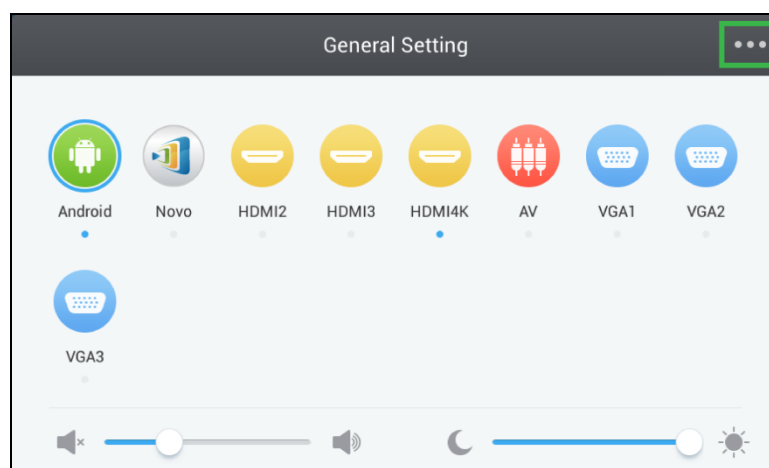 General Setting
Android Novo HDMI2 HDMI3 HDMI4K AV VGA1 VGA2
VGA3